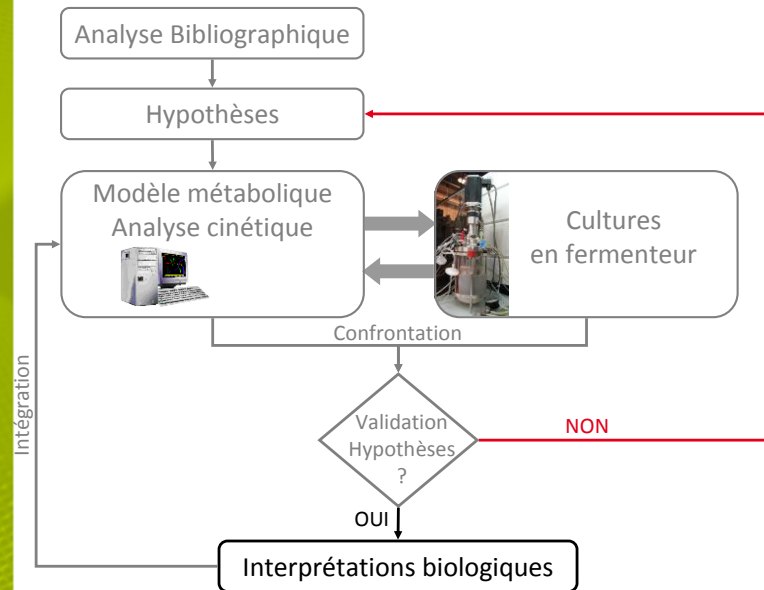 Analyse Bibliographique
Hypothèses
Modèle métabolique
Analyse cinétique
Cultures
en fermenteur
Confrontation
Intégration
Validation
Hypothèses
?
NON
OUI
Interprétations biologiques